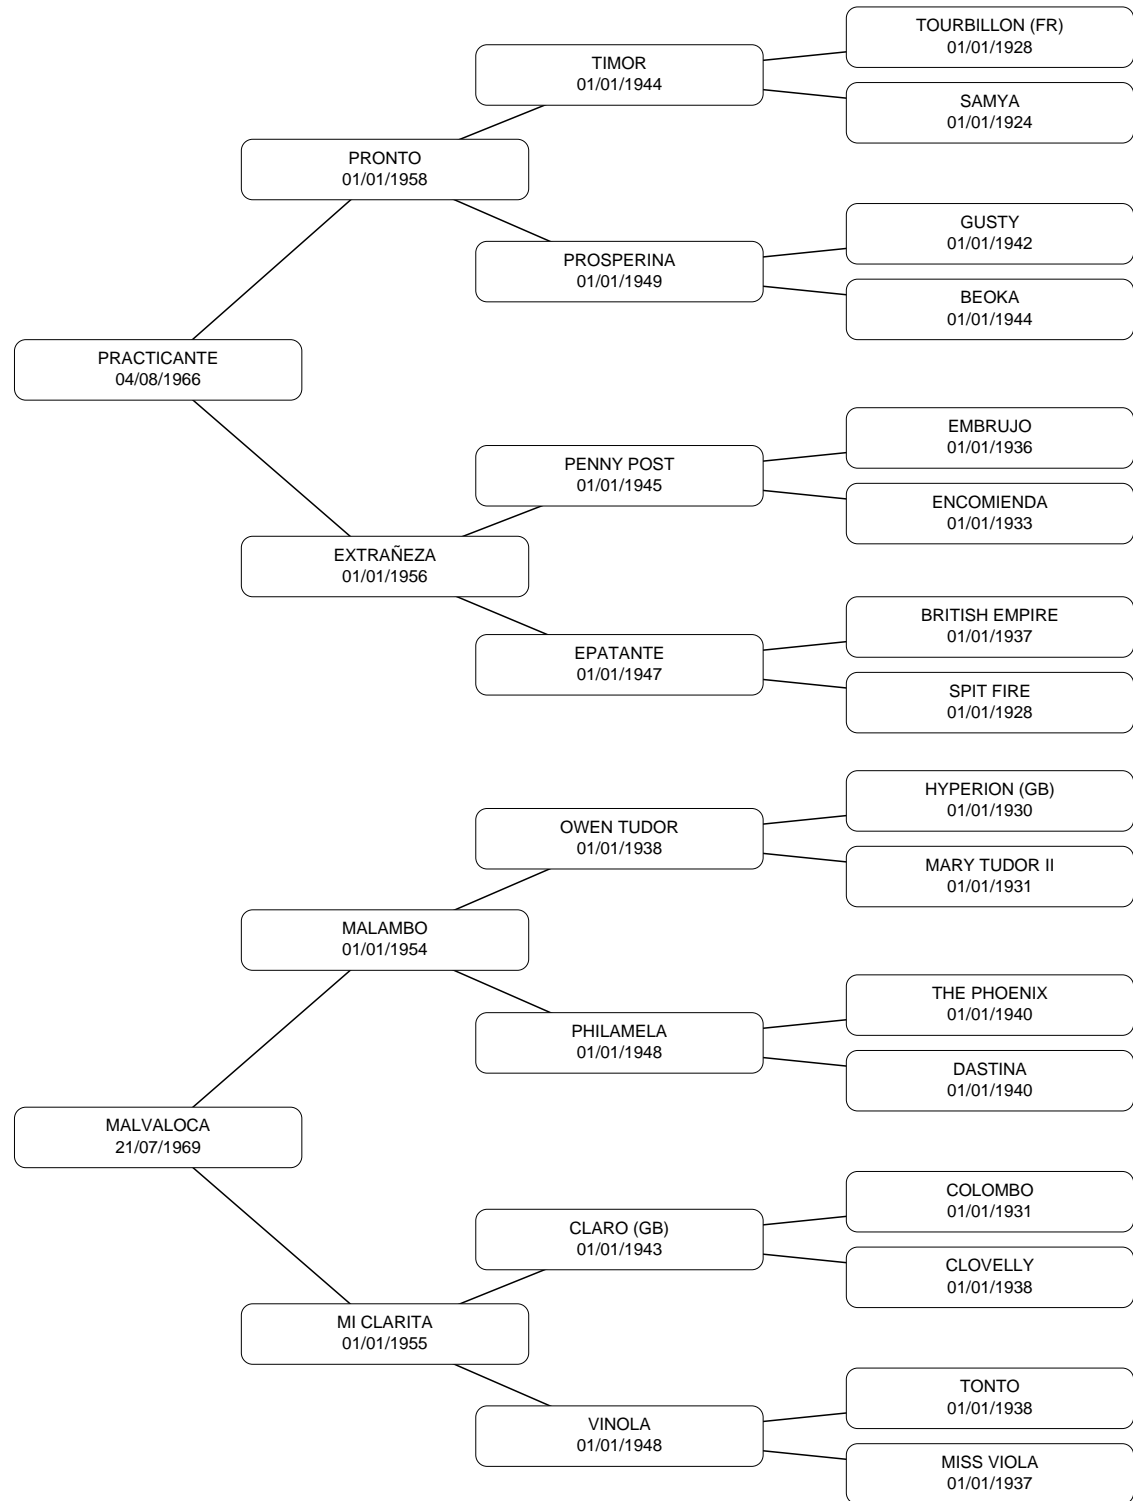 TOURBILLON (FR)
01/01/1928
TIMOR
01/01/1944
SAMYA
01/01/1924
PRONTO
01/01/1958
GUSTY
01/01/1942
PROSPERINA
01/01/1949
BEOKA
01/01/1944
PRACTICANTE
04/08/1966
EMBRUJO
01/01/1936
PENNY POST
01/01/1945
ENCOMIENDA
01/01/1933
EXTRAÑEZA
01/01/1956
BRITISH EMPIRE
01/01/1937
EPATANTE
01/01/1947
SPIT FIRE
01/01/1928
HYPERION (GB)
01/01/1930
OWEN TUDOR
01/01/1938
MARY TUDOR II
01/01/1931
MALAMBO
01/01/1954
THE PHOENIX
01/01/1940
PHILAMELA
01/01/1948
DASTINA
01/01/1940
MALVALOCA
21/07/1969
COLOMBO
01/01/1931
CLARO (GB)
01/01/1943
CLOVELLY
01/01/1938
MI CLARITA
01/01/1955
TONTO
01/01/1938
VINOLA
01/01/1948
MISS VIOLA
01/01/1937